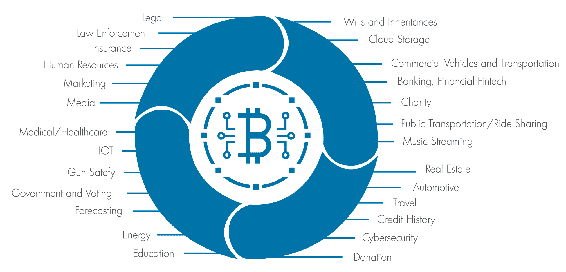 Legal
Law Enforcement
Insurance
Human Resources
Marketing
Media
Medical/Healthcare
IOT
Gun Safety
Government and Voting
Forecasting
Energy
Education
Wills and Inheritances
Cloud Storage
Commercial Vehicles and Transportation
Banking, Financial Fintech
Charity
Public Transportation/Ride Sharing
Music Streaming
Real Estate
Automotive
Travel
Credit History
Cybersecurity
Donation